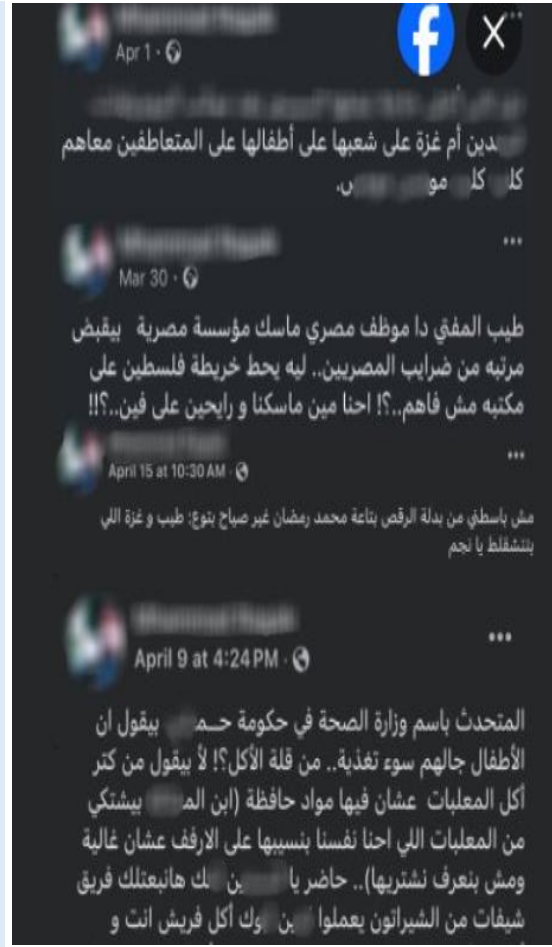 Apr 1
أم غزة على شعبها على أطفالها على المتعاطفين معاهم
Mar 30
طيب المفتي دا موظف مصري ماسك مؤسسة مصرية بيقبض
مرتبه من ضرايب المصريين.. ليه يحط خريطة فلسطين على
مكتبه مش فاهم..؟! احنا مين ماسكنا و رايحين على فين..؟!!
April 15 at 10:30 AM
مش باسطني من بدلة الرقص بتاعة محمد رمضان غير صياح بتوع: طيب و غزة اللي
بتتشفلط يا نجم
April 9 at 4:24 PM
المتحدث باسم وزارة الصحة في حكومة بيقول ان
الأطفال جالهم سوء تغذية.. من قلة الأكل؟! لأ بيقول من كتر
أكل المعلبات عشان فيها مواد حافظة (ابن بيشتكي
من المعلبات اللي احنا نفسنا بنسيبها على الارفف عشان غالية
ومش بنعرف نشتريها).. حاضر يا هانبعتلك فريق
شيفات من الشيراتون يعملوا أكل فريش انت و